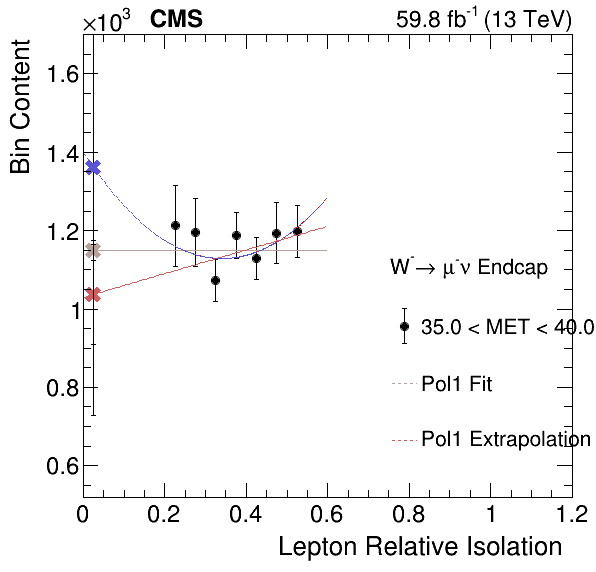 ×10³ CMS 59.8 fb⁻¹ (13 TeV)
Bin Content
1.6
1.4
1.2
1
0.8
0.6
W⁻→ μ⁻ν Endcap
35.0 < MET < 40.0
Pol1 Fit
Pol1 Extrapolation
0 0.2 0.4 0.6 0.8 1 1.2
Lepton Relative Isolation